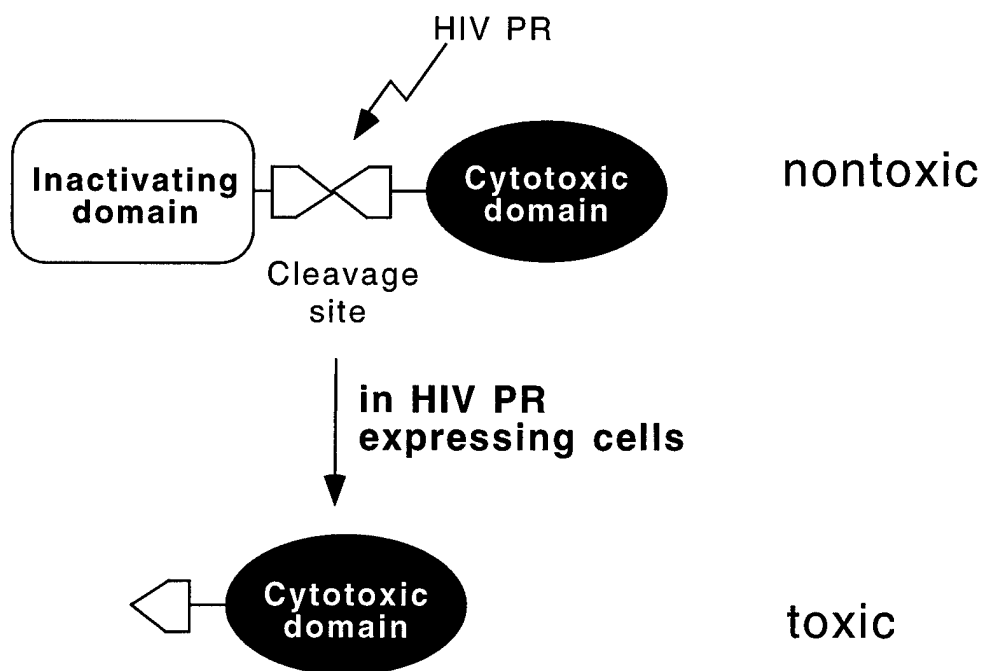 HIV PR
Inactivating
domain
Cytotoxic
domain
nontoxic
Cleavage
site
in HIV PR
expressing cells
Cytotoxic
domain
toxic